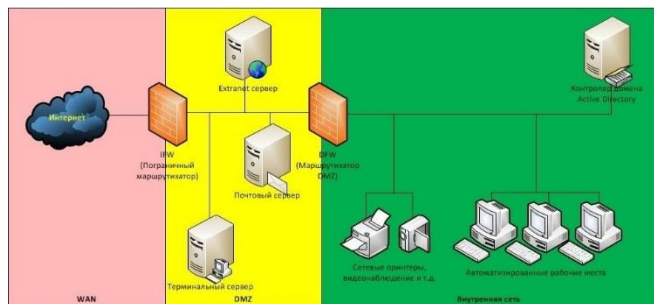 Extranet сервер
Контролер домена
Active Directory
Интернет
IFW
(Пограничный
маршрутизатор)
DFW
(Маршрутизатор
DMZ)
Почтовый сервер
Терминальный сервер
Сетевые принтеры,
видеонаблюдение и т.д.
Автоматизированные рабочие места
WAN
DMZ
Внутренняя сеть